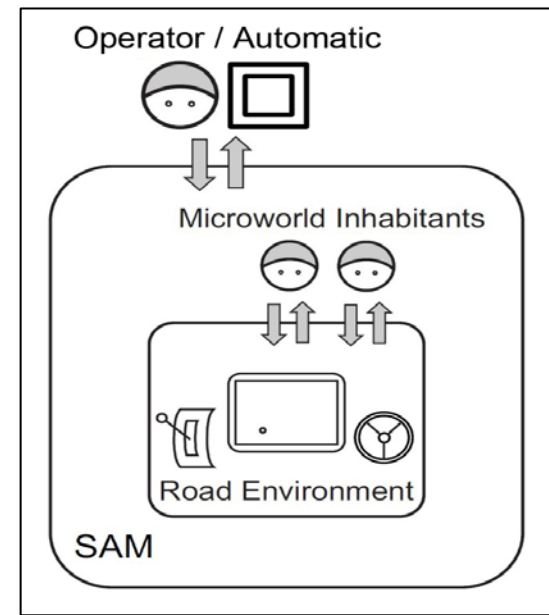 Operator / Automatic
Microworld Inhabitants
Road Environment
SAM